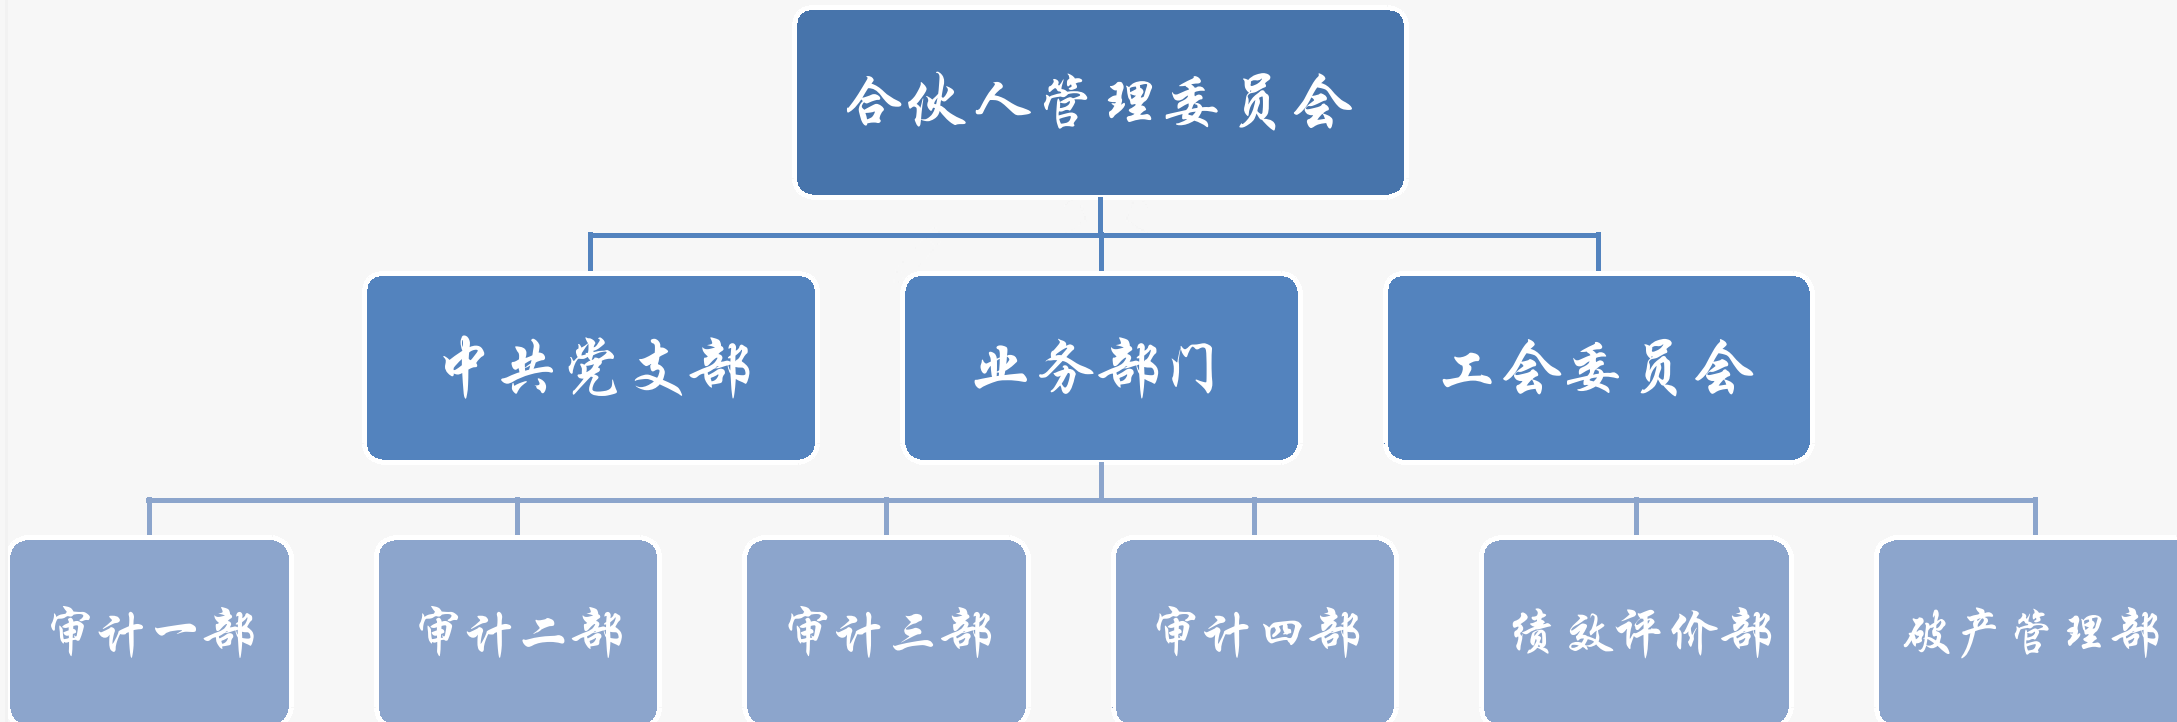 合伙人管理委员会
中共党支部
业务部门
工会委员会
审计一部
审计二部
审计三部
审计四部
绩效评价部
破产管理部